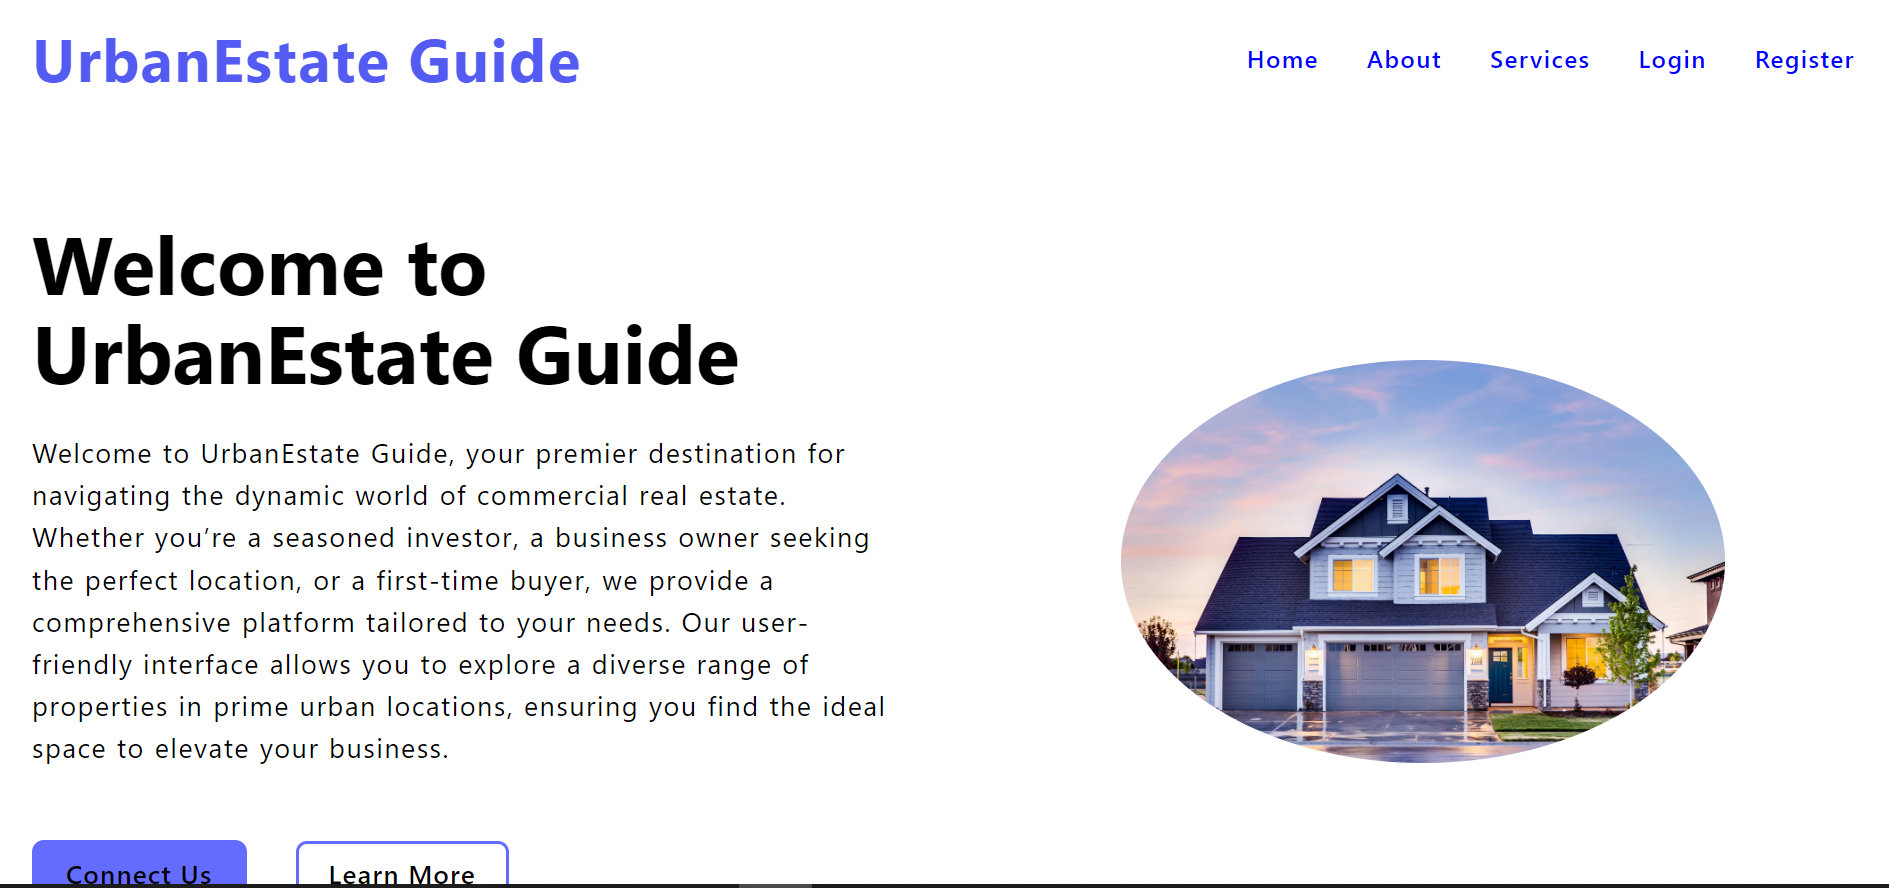 UrbanEstate Guide
Home About Services Login Register
Welcome to
UrbanEstate Guide
Welcome to UrbanEstate Guide, your premier destination for
navigating the dynamic world of commercial real estate.
Whether you’re a seasoned investor, a business owner seeking
the perfect location, or a first-time buyer, we provide a
comprehensive platform tailored to your needs. Our user-
friendly interface allows you to explore a diverse range of
properties in prime urban locations, ensuring you find the ideal
space to elevate your business.
Connect Us
Learn More